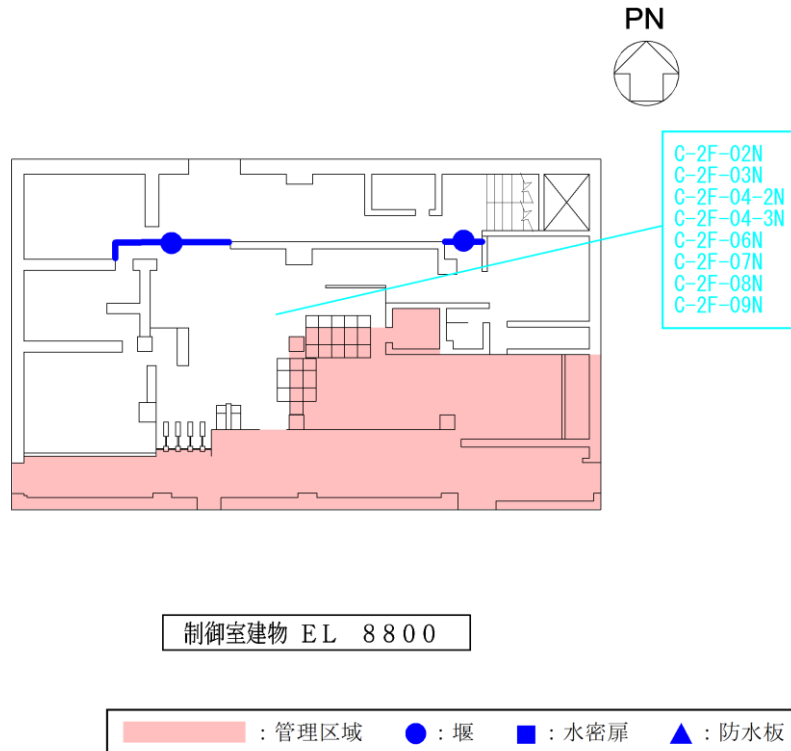 PN
C-2F-02N
C-2F-03N
C-2F-04-2N
C-2F-04-3N
C-2F-06N
C-2F-07N
C-2F-08N
C-2F-09N
制御室建物 EL 8800
：管理区域 ：堰 ：水密扉 ：防水板